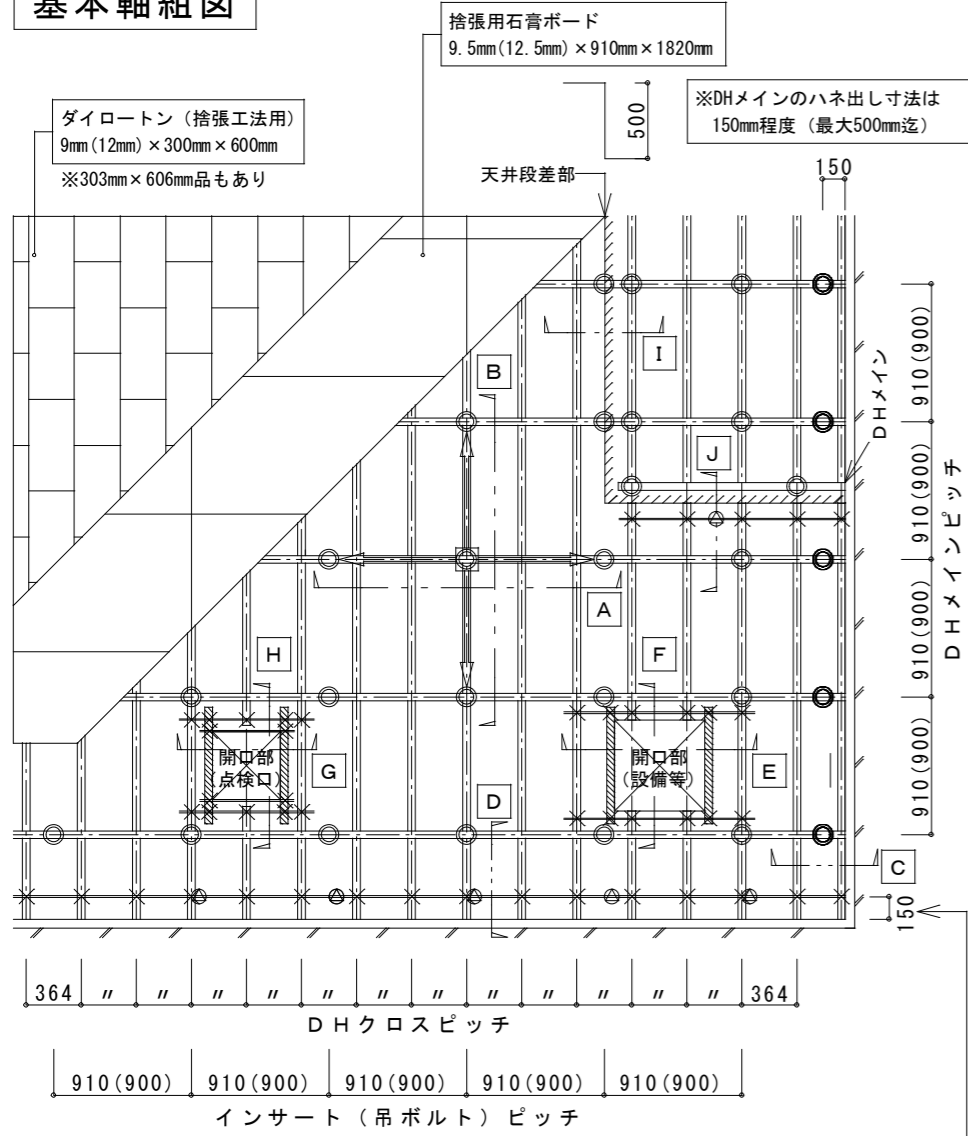 基本軸組図
捨張用石膏ボード
9.5mm(12.5mm)×910mm×1820mm
ダイロートン（捨張工法用）
9mm(12mm)×300mm×600mm
※303mm×606mm品もあり
500
※DHメインのハネ出し寸法は
150mm程度（最大500mm迄）
天井段差部
150
I
B
DHメイン
J
A
H
F
開口部
（点検口）
G
開口部
（設備等）
E
D
C
910(900)
910(900)
910(900)
910(900)
DHメインピッチ
150
364 〃 〃 〃 〃 〃 〃 〃 〃 〃 〃 〃 〃 364
DHクロスピッチ
910(900) 910(900) 910(900) 910(900) 910(900)
インサート（吊ボルト）ピッチ